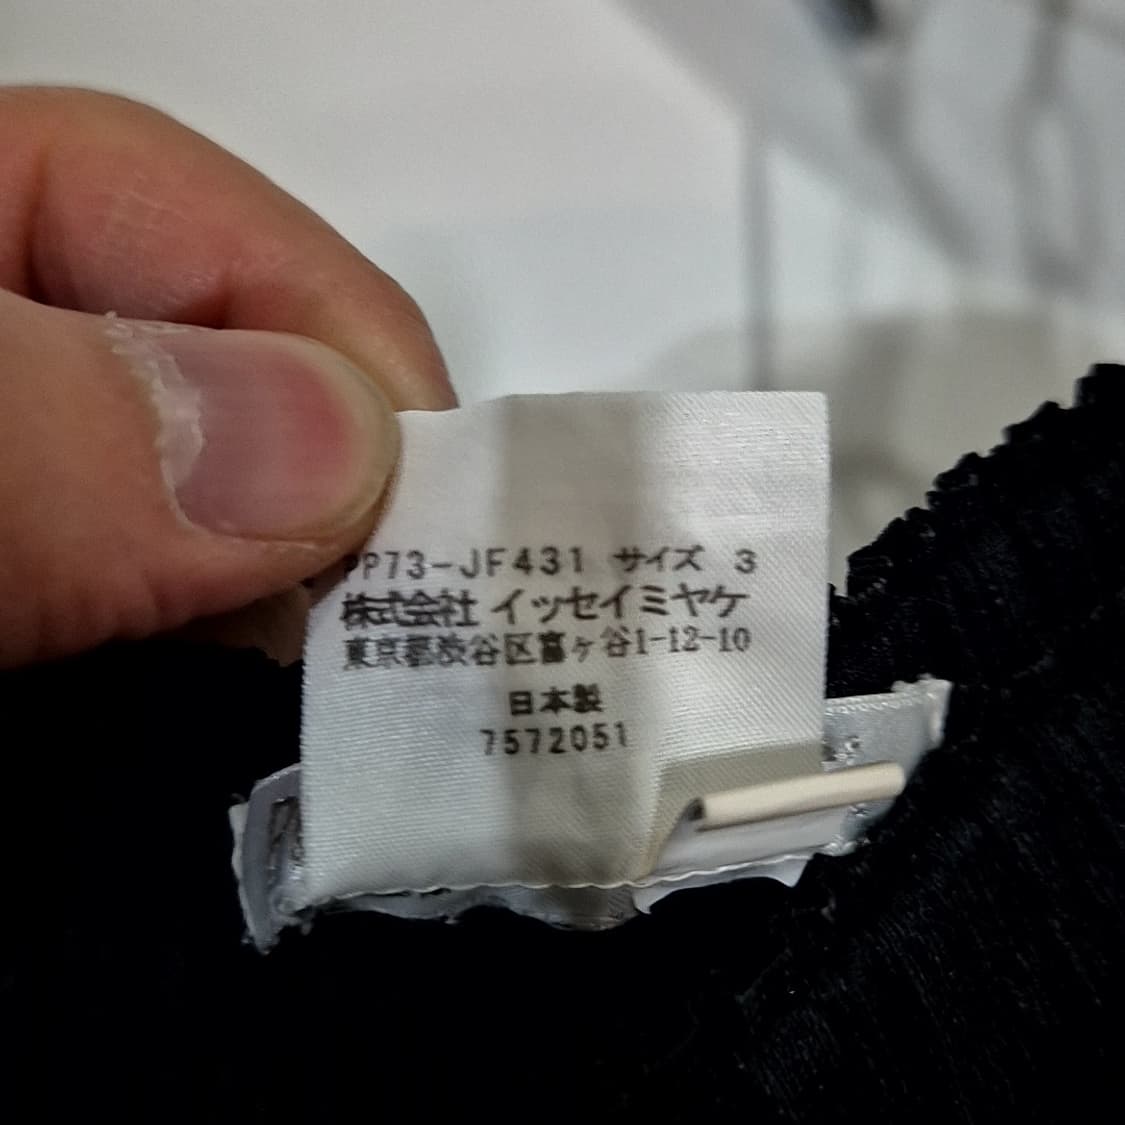 PP73-JF431 サイズ 3
株式会社 イッセイミヤケ
東京都渋谷区富ヶ谷1-12-10
日本製
7572051